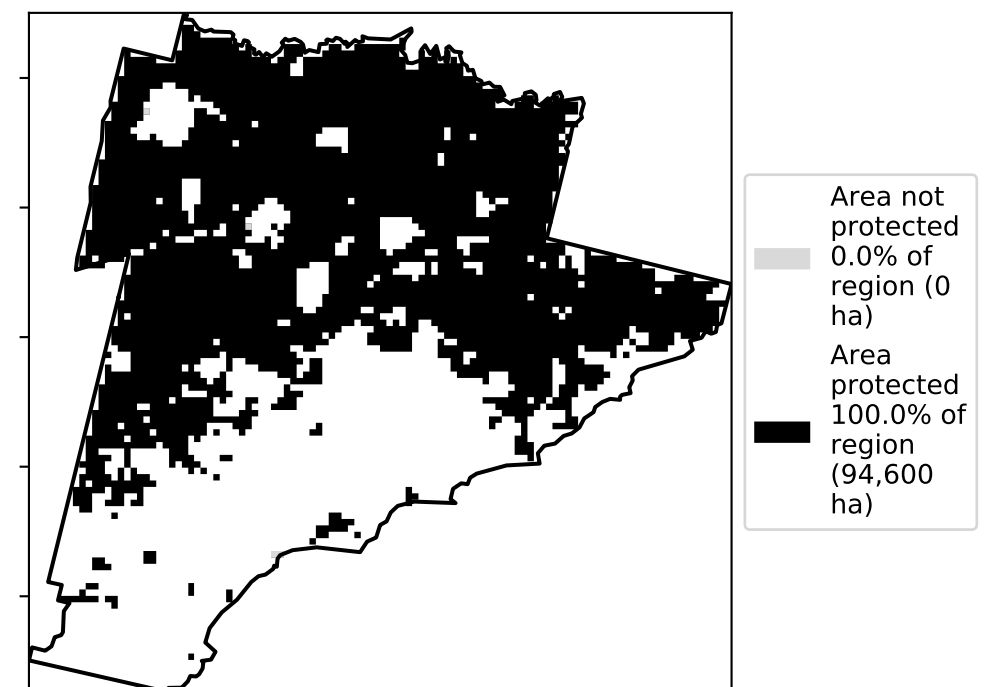 Area not
protected
0.0% of
region (0
ha)
Area
protected
100.0% of
region
(94,600
ha)